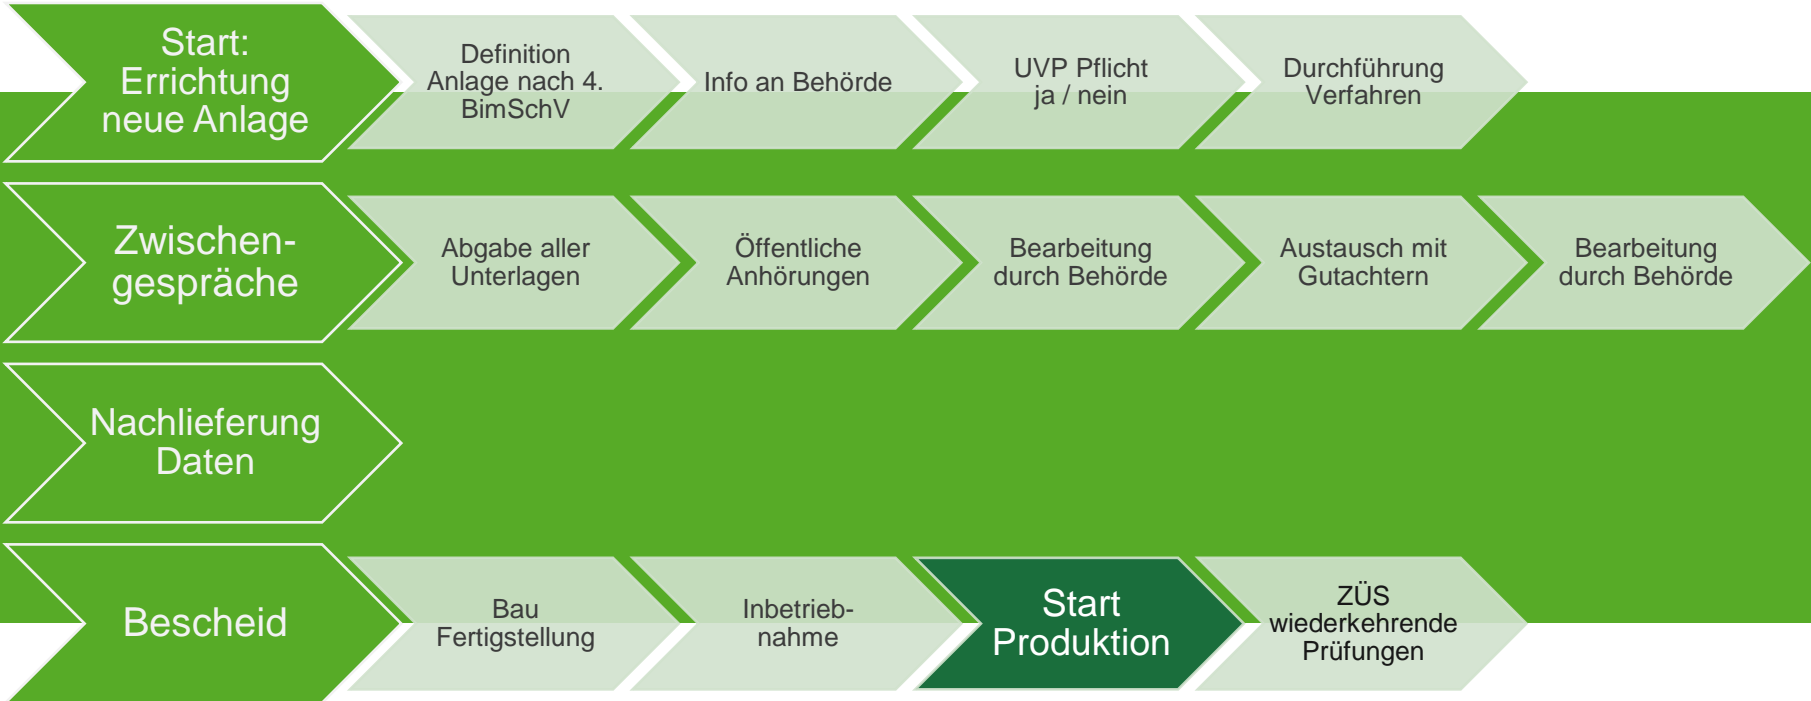 Start:
Errichtung
neue Anlage
Definition
Anlage nach 4.
BimSchV
Info an Behörde
UVP Pflicht
ja / nein
Durchführung
Verfahren
Zwischen-
gespräche
Abgabe aller
Unterlagen
Öffentliche
Anhörungen
Bearbeitung
durch Behörde
Austausch mit
Gutachtern
Bearbeitung
durch Behörde
Nachlieferung
Daten
Bescheid
Bau
Fertigstellung
Inbetrieb-
nahme
Start
Produktion
ZÜS
wiederkehrende
Prüfungen